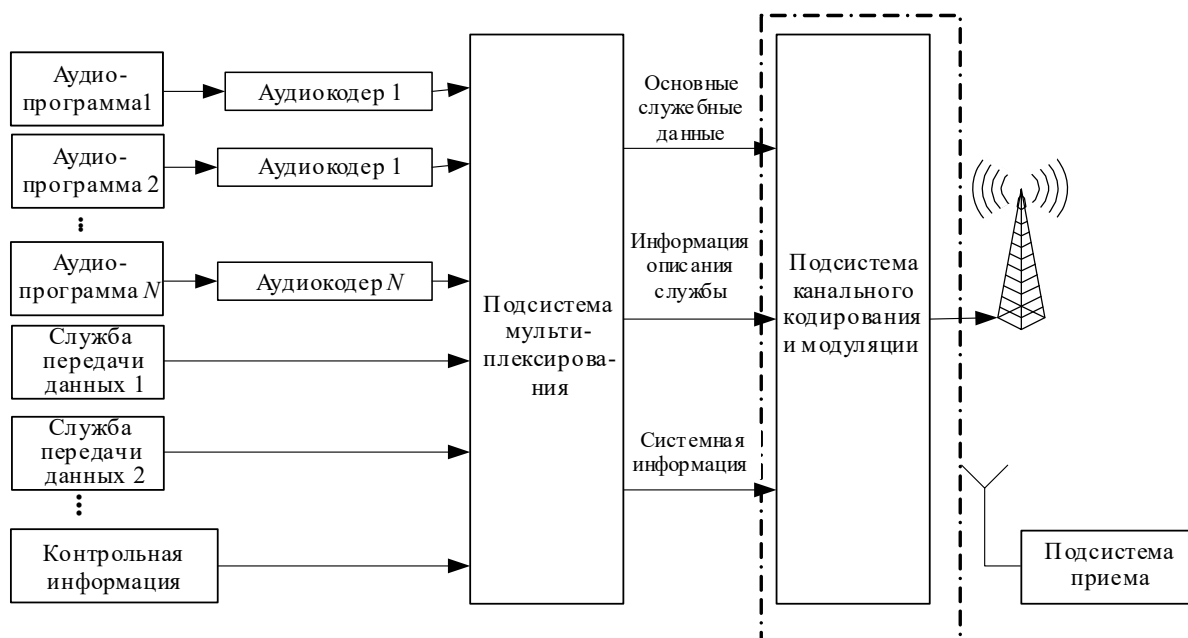 Аудио-
программа1
Аудиокодер 1
Аудио-
программа 2
Аудиокодер 1
Аудио-
программа N
Аудиокодер N
Служба
передачи
данных 1
Служба
передачи
данных 2
Контрольная
информация
Подсистема
мульти-
плексирова-
ния
Основные
служебные
данные
Информация
описания
службы
Системная
информация
Подсистема
канального
кодирования
и модуляции
Подсистема
приема